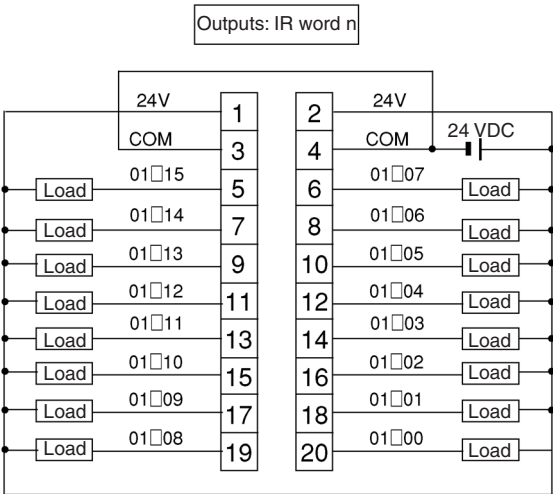 Outputs: IR word n
24V 1 2 24V
24 VDC
COM 3 4 COM
Load 01□15 5 6 01□07 Load
Load 01□14 7 8 01□06 Load
Load 01□13 9 10 01□05 Load
Load 01□12 11 12 01□04 Load
Load 01□11 13 14 01□03 Load
Load 01□10 15 16 01□02 Load
Load 01□09 17 18 01□01 Load
Load 01□08 19 20 01□00 Load